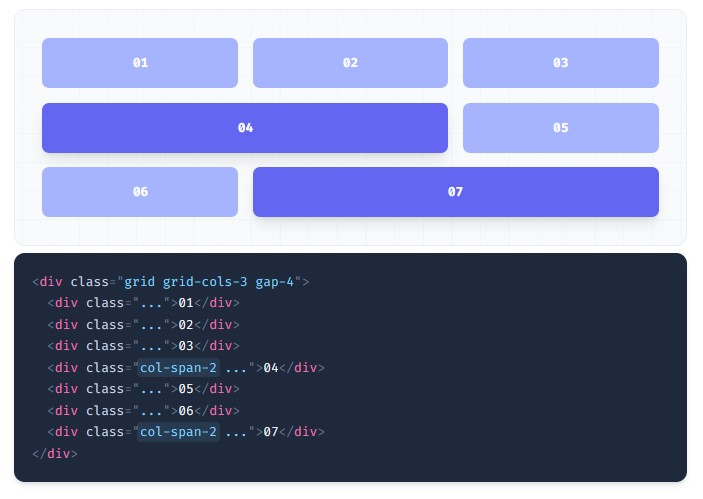 01 02 03
04 05
06 07
<div class="grid grid-cols-3 gap-4">
  <div class="...">01</div>
  <div class="...">02</div>
  <div class="...">03</div>
  <div class="col-span-2 ...">04</div>
  <div class="...">05</div>
  <div class="...">06</div>
  <div class="col-span-2 ...">07</div>
</div>